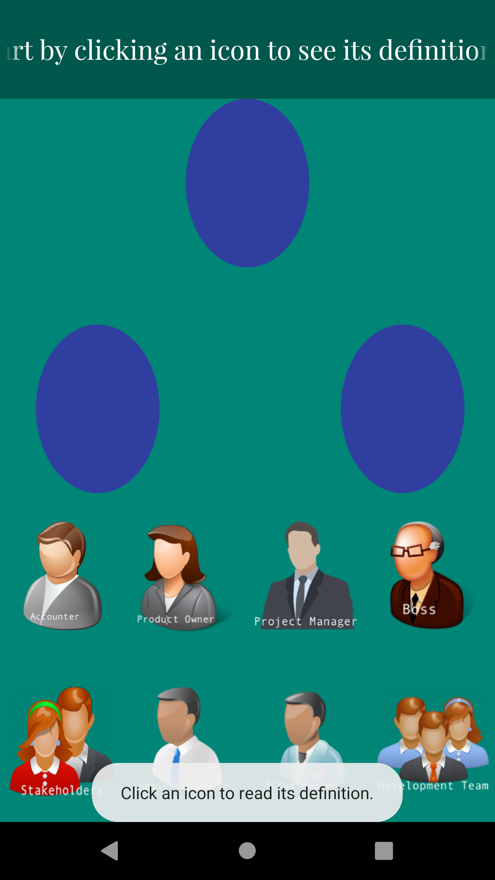 rt by clicking an icon to see its definition
Accounter
Product Owner
Project Manager
Boss
Stakeholders
Development Team
Click an icon to read its definition.